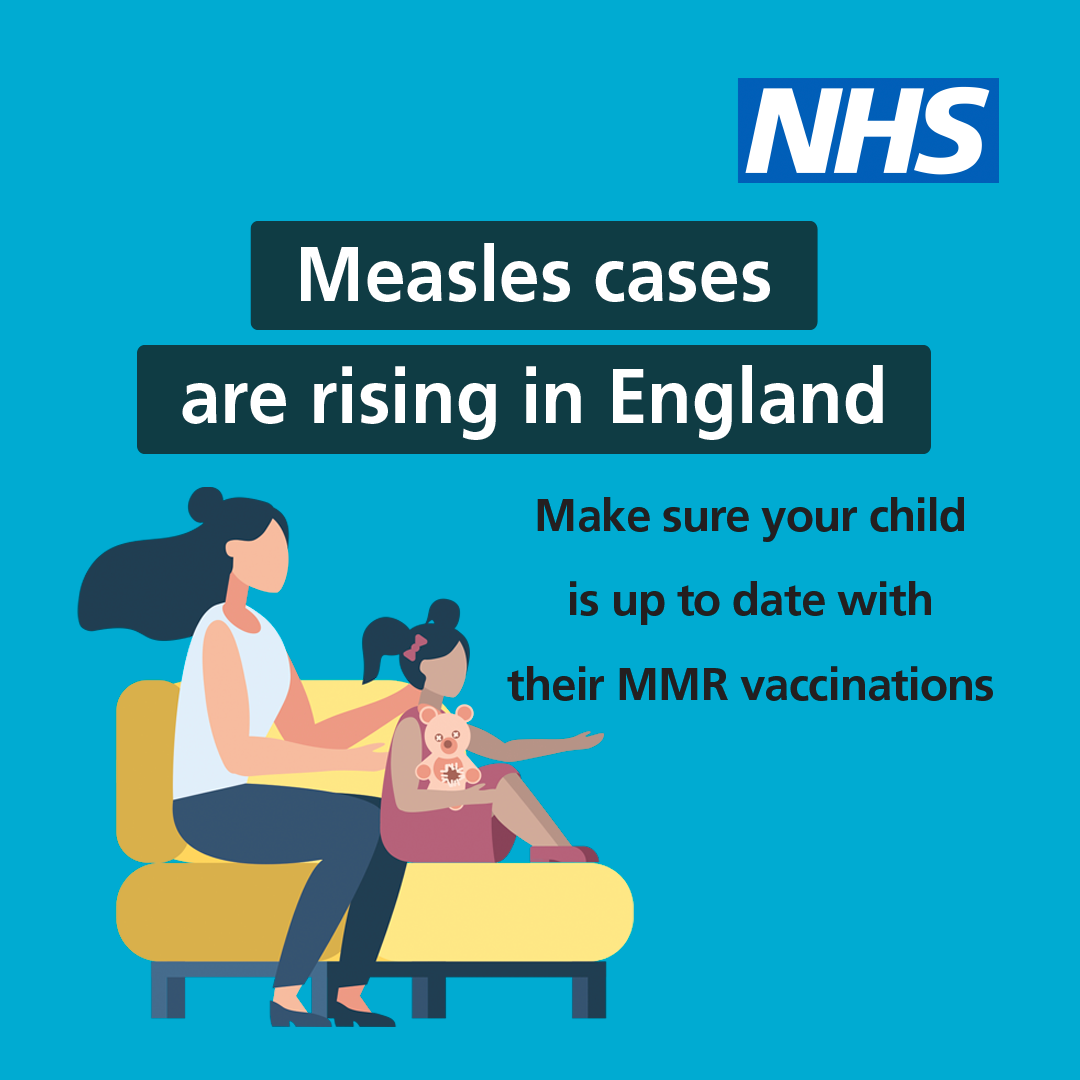 NHS
Measles cases
are rising in England
Make sure your child
is up to date with
their MMR vaccinations